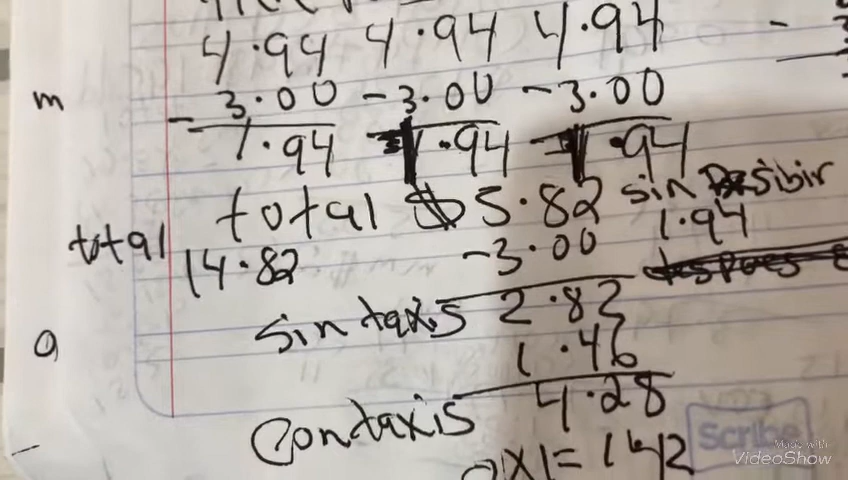 4.94 4.94 4.94
m - 3.00 - 3.00 - 3.00
1.94 1.94 1.94
total $5.82 sin
total 14.82 - 3.00 1.94
sin taxis 2.82
a 1.46
con taxis 4.28
Scribe
Made with
VideoShow